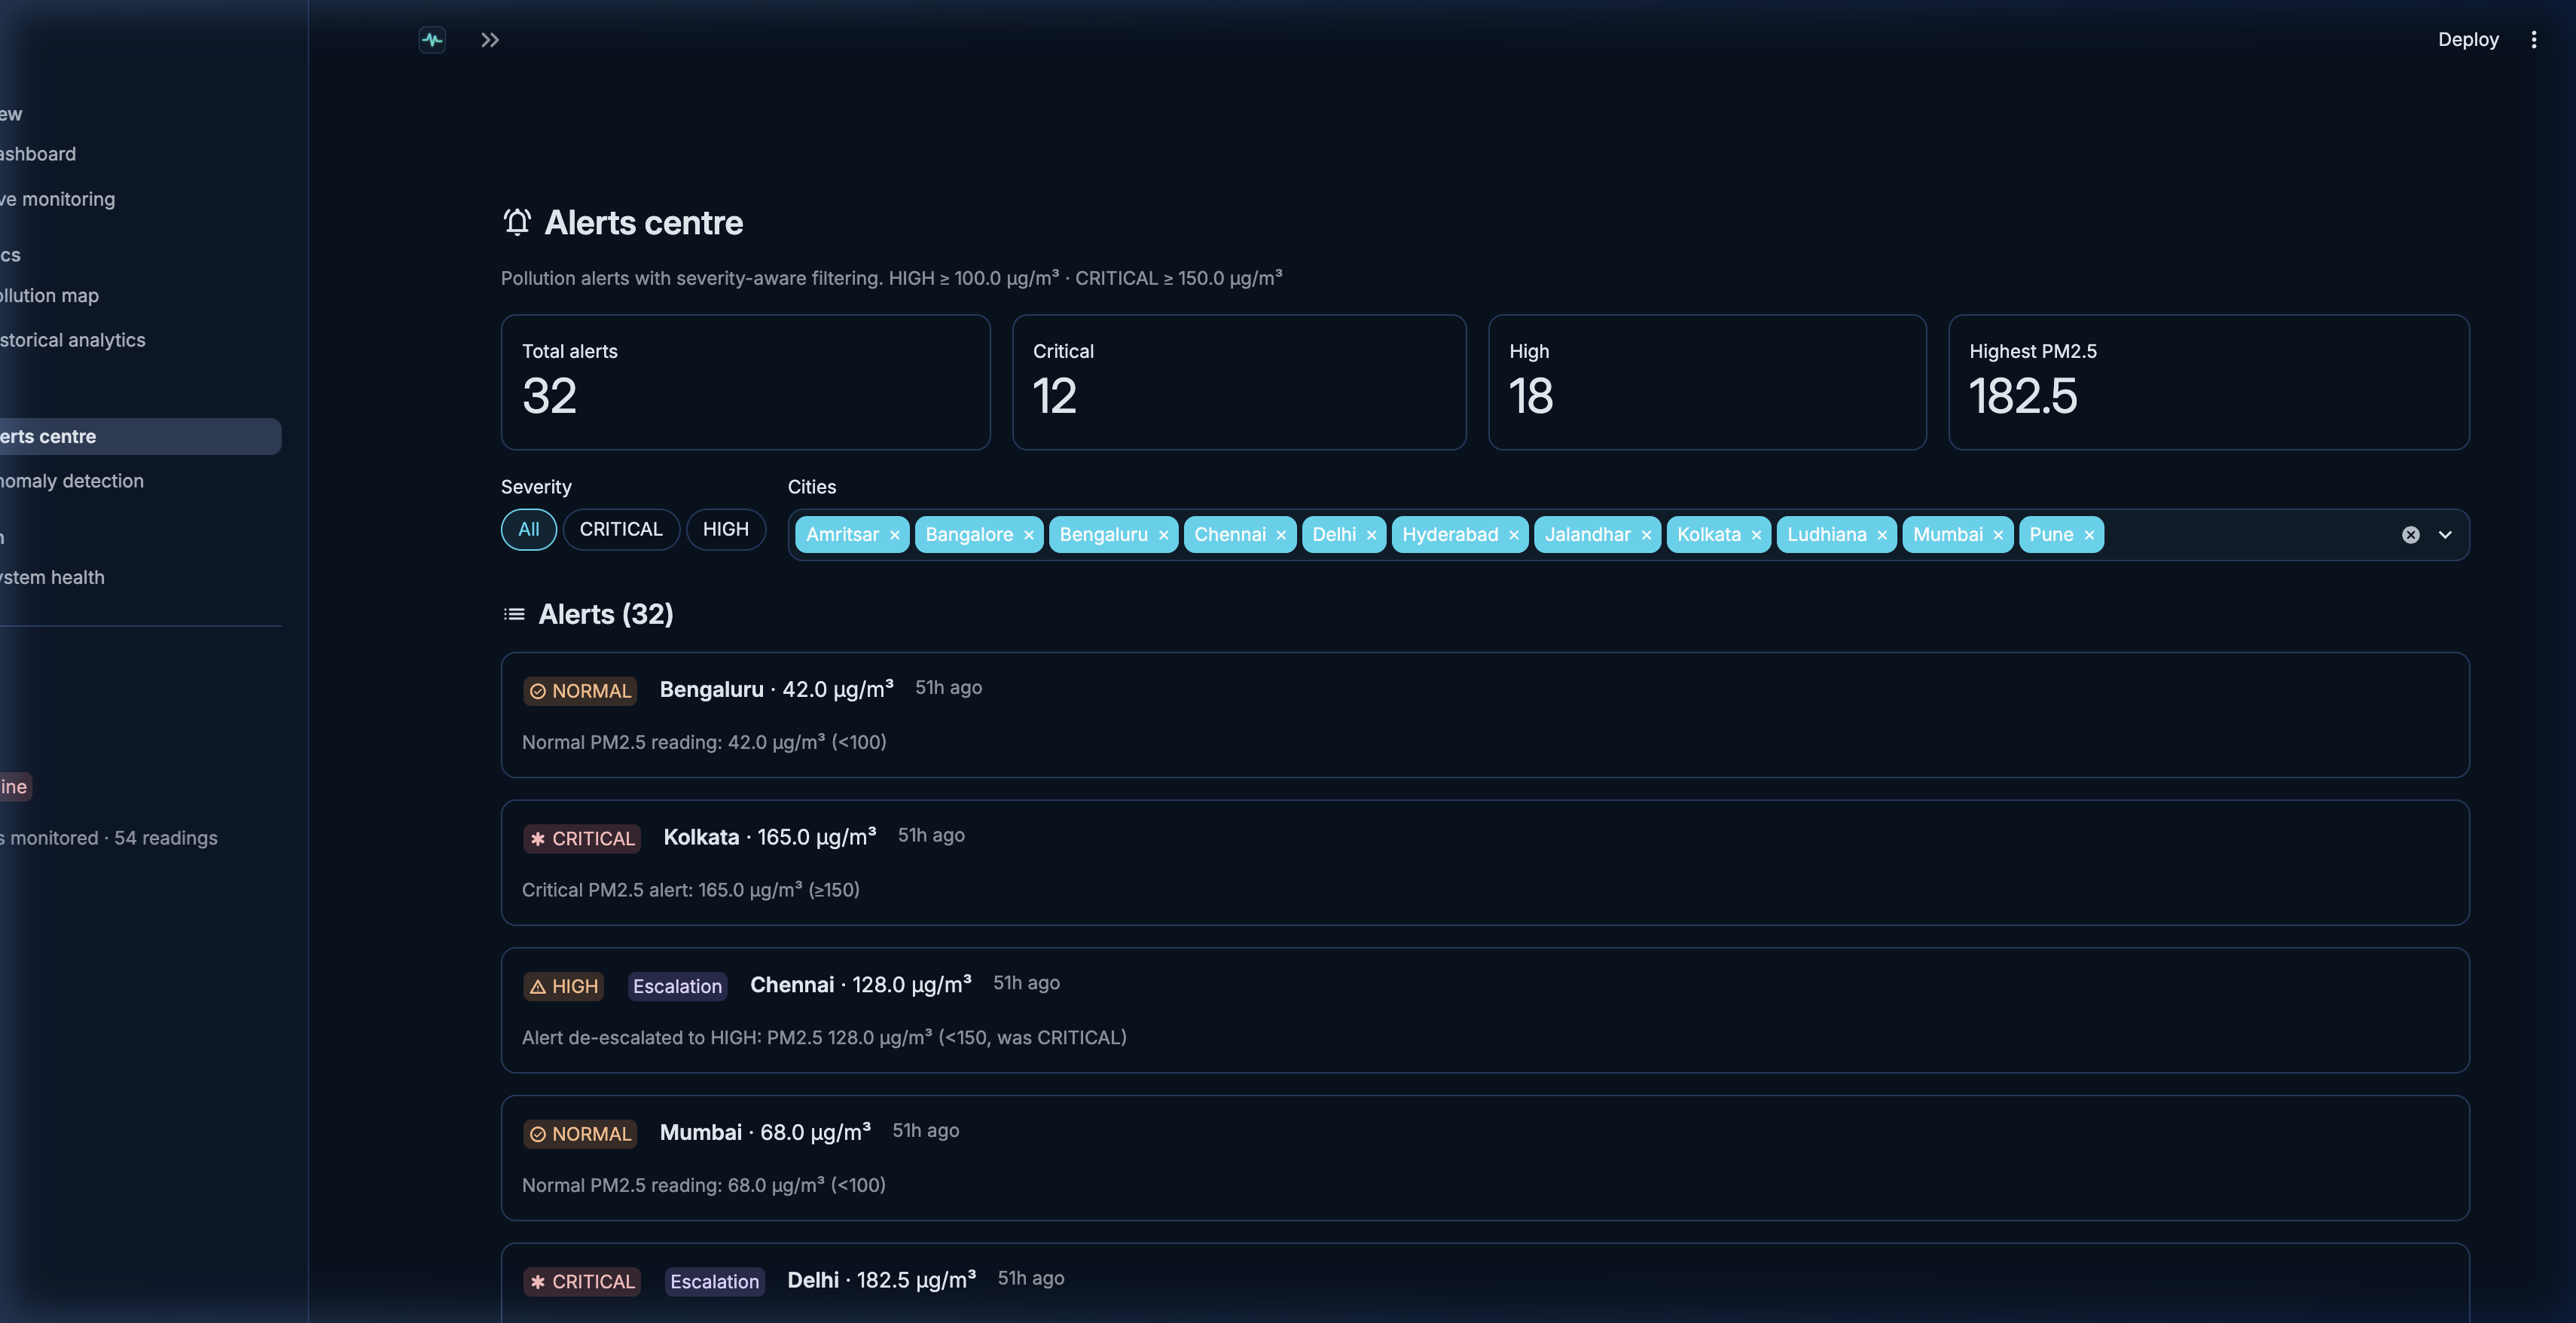 Deploy
ew
ashboard
ve monitoring
cs
ollution map
storical analytics
erts centre
nomaly detection
n
ystem health
ine
s monitored · 54 readings
Alerts centre
Pollution alerts with severity-aware filtering. HIGH ≥ 100.0 µg/m³ · CRITICAL ≥ 150.0 µg/m³
Total alerts
32
Critical
12
High
18
Highest PM2.5
182.5
Severity
All CRITICAL HIGH
Cities
Amritsar Bangalore Bengaluru Chennai Delhi Hyderabad Jalandhar Kolkata Ludhiana Mumbai Pune
Alerts (32)
NORMAL Bengaluru · 42.0 µg/m³ 51h ago
Normal PM2.5 reading: 42.0 µg/m³ (<100)
CRITICAL Kolkata · 165.0 µg/m³ 51h ago
Critical PM2.5 alert: 165.0 µg/m³ (≥150)
HIGH Escalation Chennai · 128.0 µg/m³ 51h ago
Alert de-escalated to HIGH: PM2.5 128.0 µg/m³ (<150, was CRITICAL)
NORMAL Mumbai · 68.0 µg/m³ 51h ago
Normal PM2.5 reading: 68.0 µg/m³ (<100)
CRITICAL Escalation Delhi · 182.5 µg/m³ 51h ago